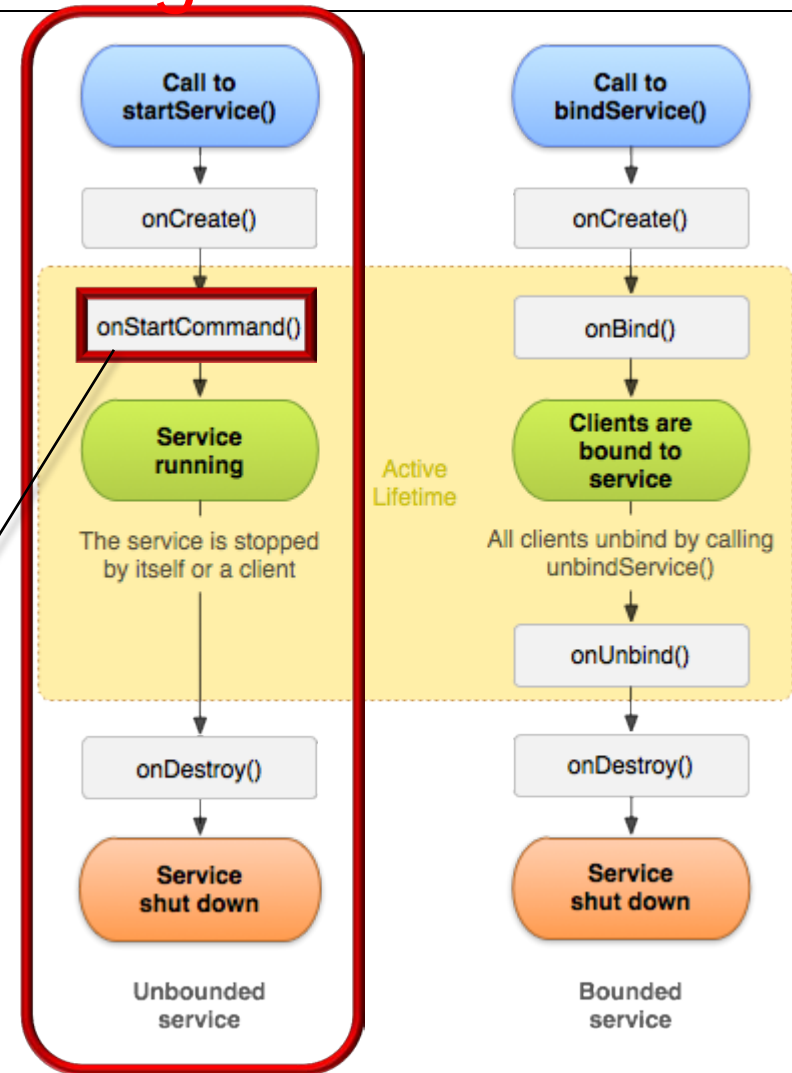 Call to
startService()
onCreate()
onStartCommand()
Service
running
The service is stopped
by itself or a client
onDestroy()
Service
shut down
Unbounded
service
Active
Lifetime
Call to
bindService()
onCreate()
onBind()
Clients are
bound to
service
All clients unbind by calling
unbindService()
onUnbind()
onDestroy()
Service
shut down
Bounded
service